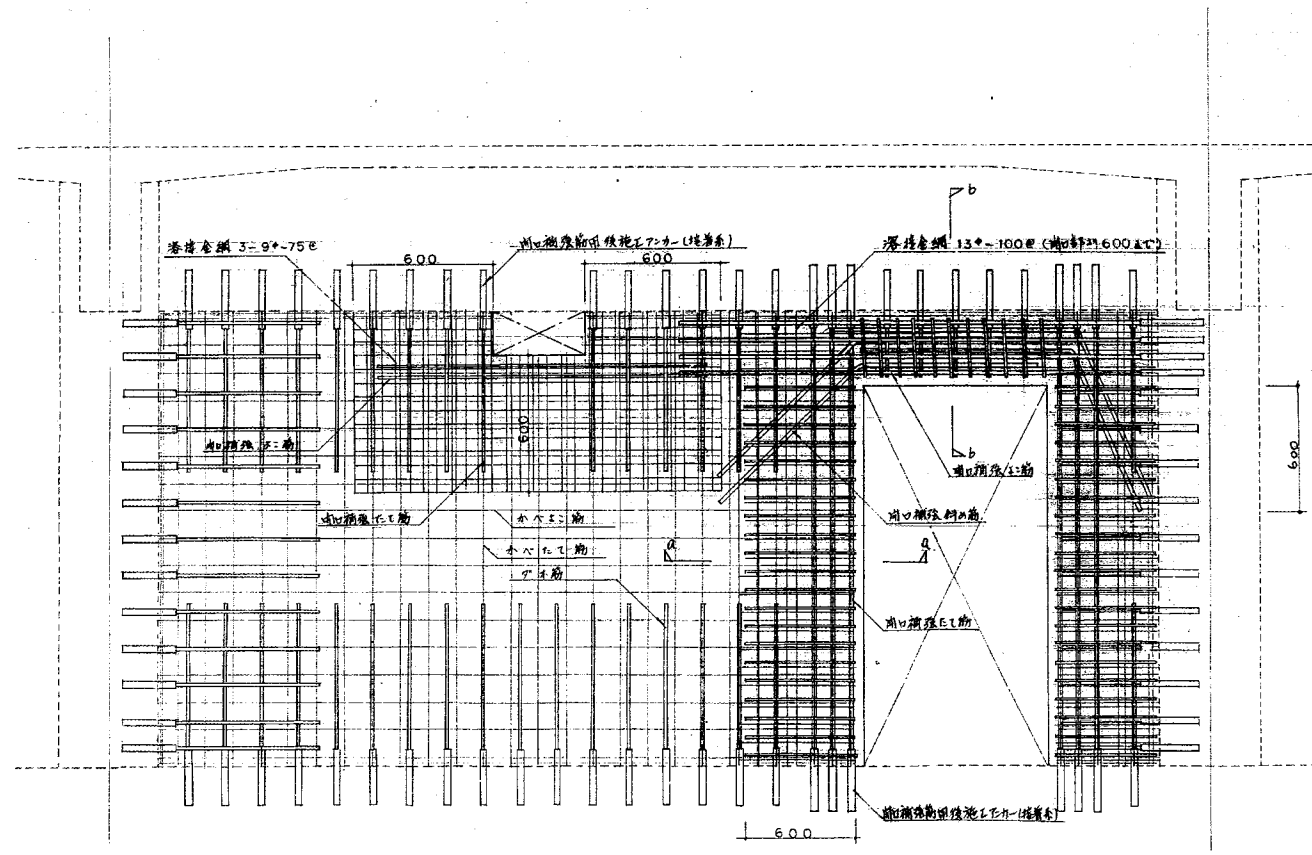 b
溶接金網 3-9φ-75@
開口補強筋用後施工アンカー(接着系)
溶接金網 13φ-100@ (開口部より600まで)
600
600
600
開口補強よこ筋
600
b
開口補強よこ筋
開口補強たて筋
かべよこ筋
開口補強斜め筋
かべたて筋
a
a
差し筋
開口補強たて筋
開口補強筋用後施工アンカー(接着系)
600